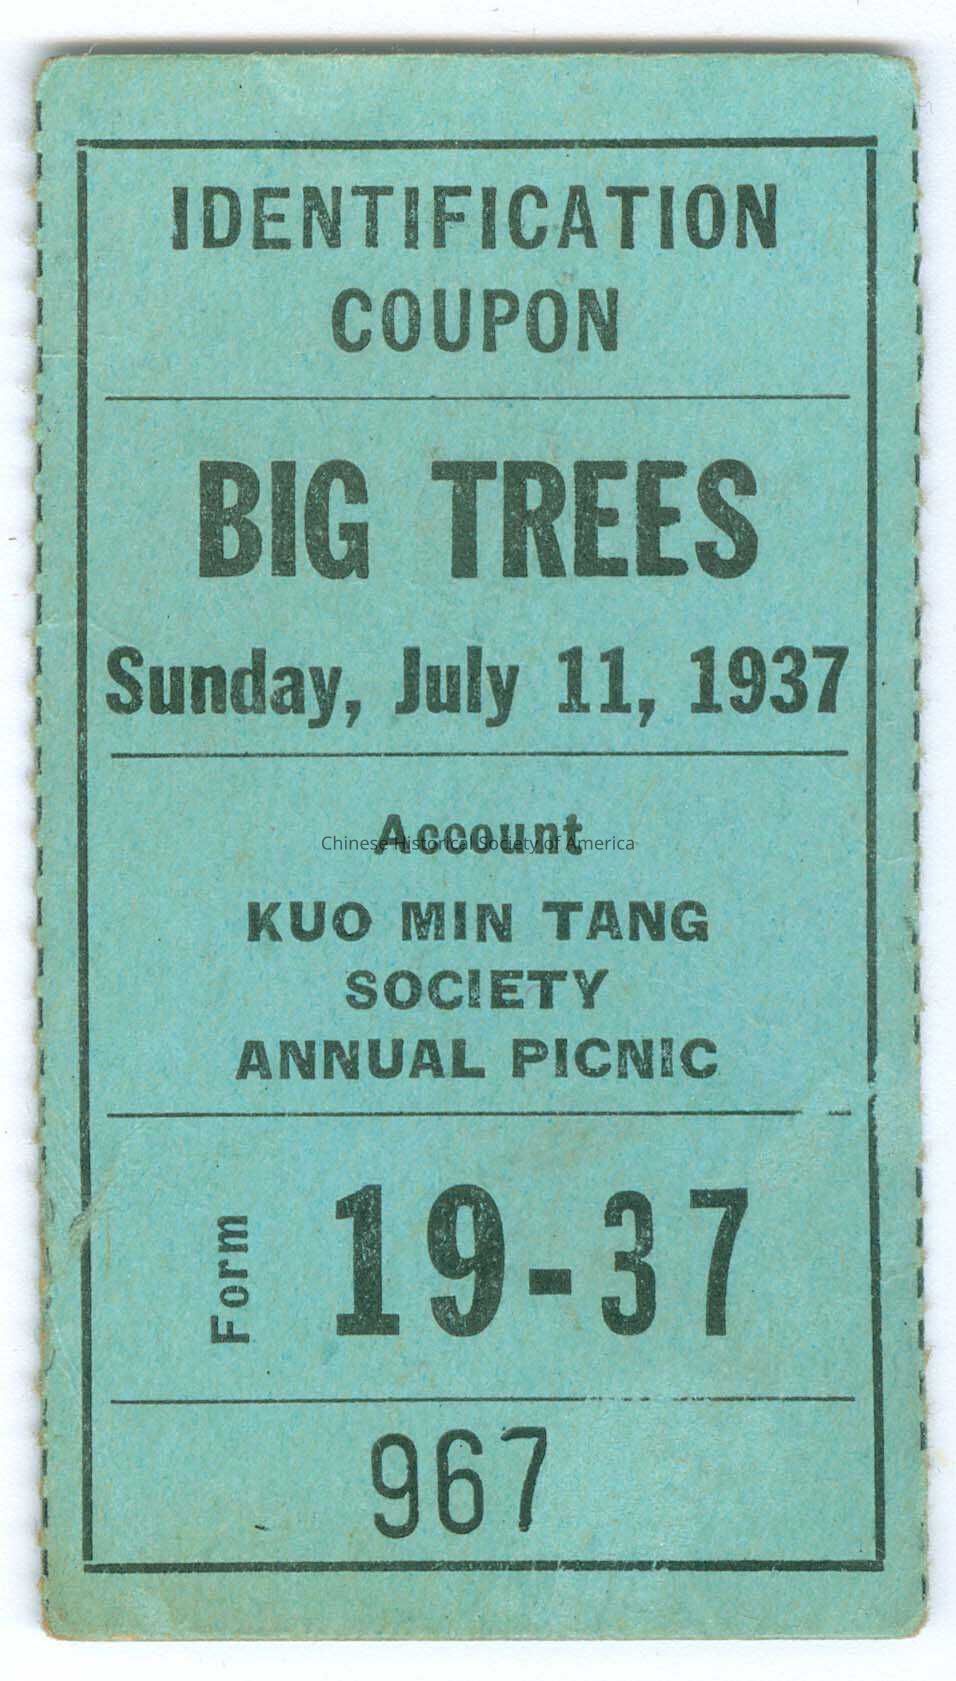 IDENTIFICATION
COUPON
BIG TREES
Sunday, July 11, 1937
Account
Chinese Historical Society of America
KUO MIN TANG
SOCIETY
ANNUAL PICNIC
Form 19-37
967